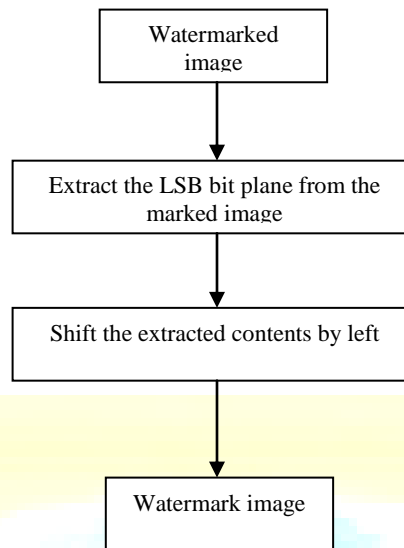 Watermarked
image
Extract the LSB bit plane from the
marked image
Shift the extracted contents by left
Watermark image